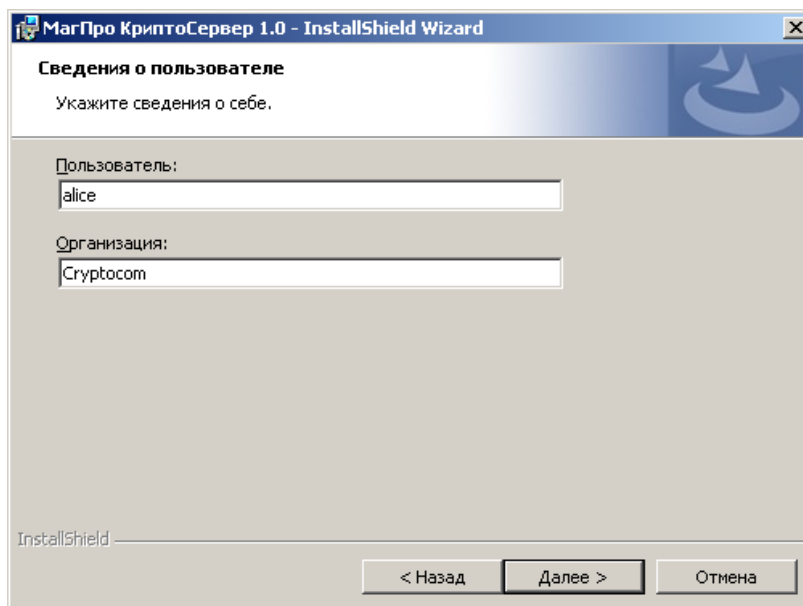 МагПро КриптоСервер 1.0 - InstallShield Wizard
Сведения о пользователе
Укажите сведения о себе.
Пользователь:
alice
Организация:
Cryptocom
InstallShield
< Назад
Далее >
Отмена